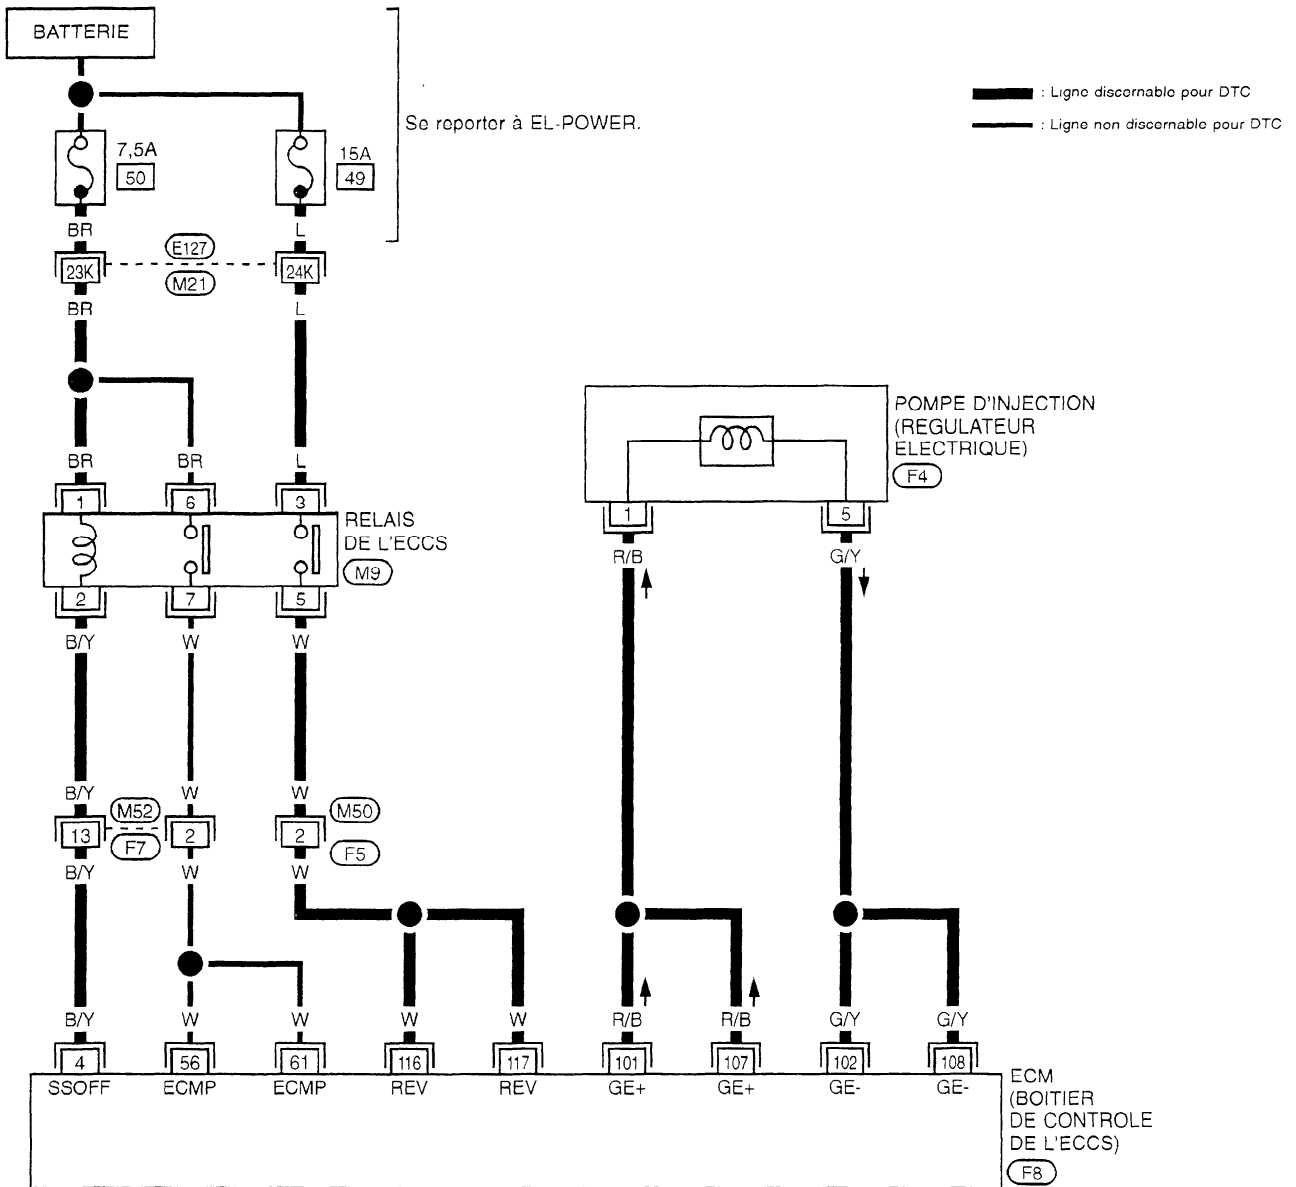 BATTERIE
: Ligne discernable pour DTC
: Ligne non discernable pour DTC
Se reporter à EL-POWER.
7,5A
50
15A
49
BR
L
E127
23K
24K
M21
BR
L
POMPE D'INJECTION
(REGULATEUR
ELECTRIQUE)
F4
BR
BR
L
1
6
3
1
5
RELAIS
DE L'ECCS
M9
R/B
G/Y
2
7
5
B/Y
W
W
B/Y
W
W
M52
M50
13
2
2
F7
F5
B/Y
W
W
B/Y
W
W
W
W
R/B
R/B
G/Y
G/Y
4
56
61
116
117
101
107
102
108
SSOFF
ECMP
ECMP
REV
REV
GE+
GE+
GE-
GE-
ECM
(BOITIER
DE CONTROLE
DE L'ECCS)
F8